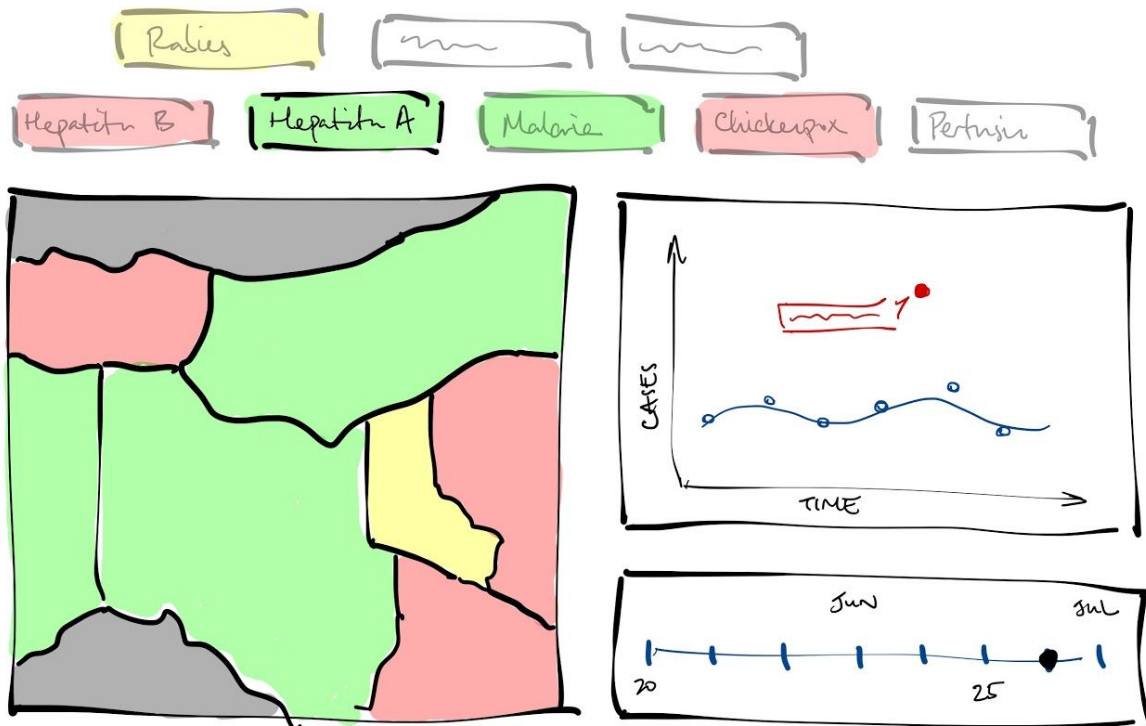 Rabies
Hepatitis B Hepatitis A Malaria Chickenpox Pertussis
CASES
TIME
JUN JUL
20 25